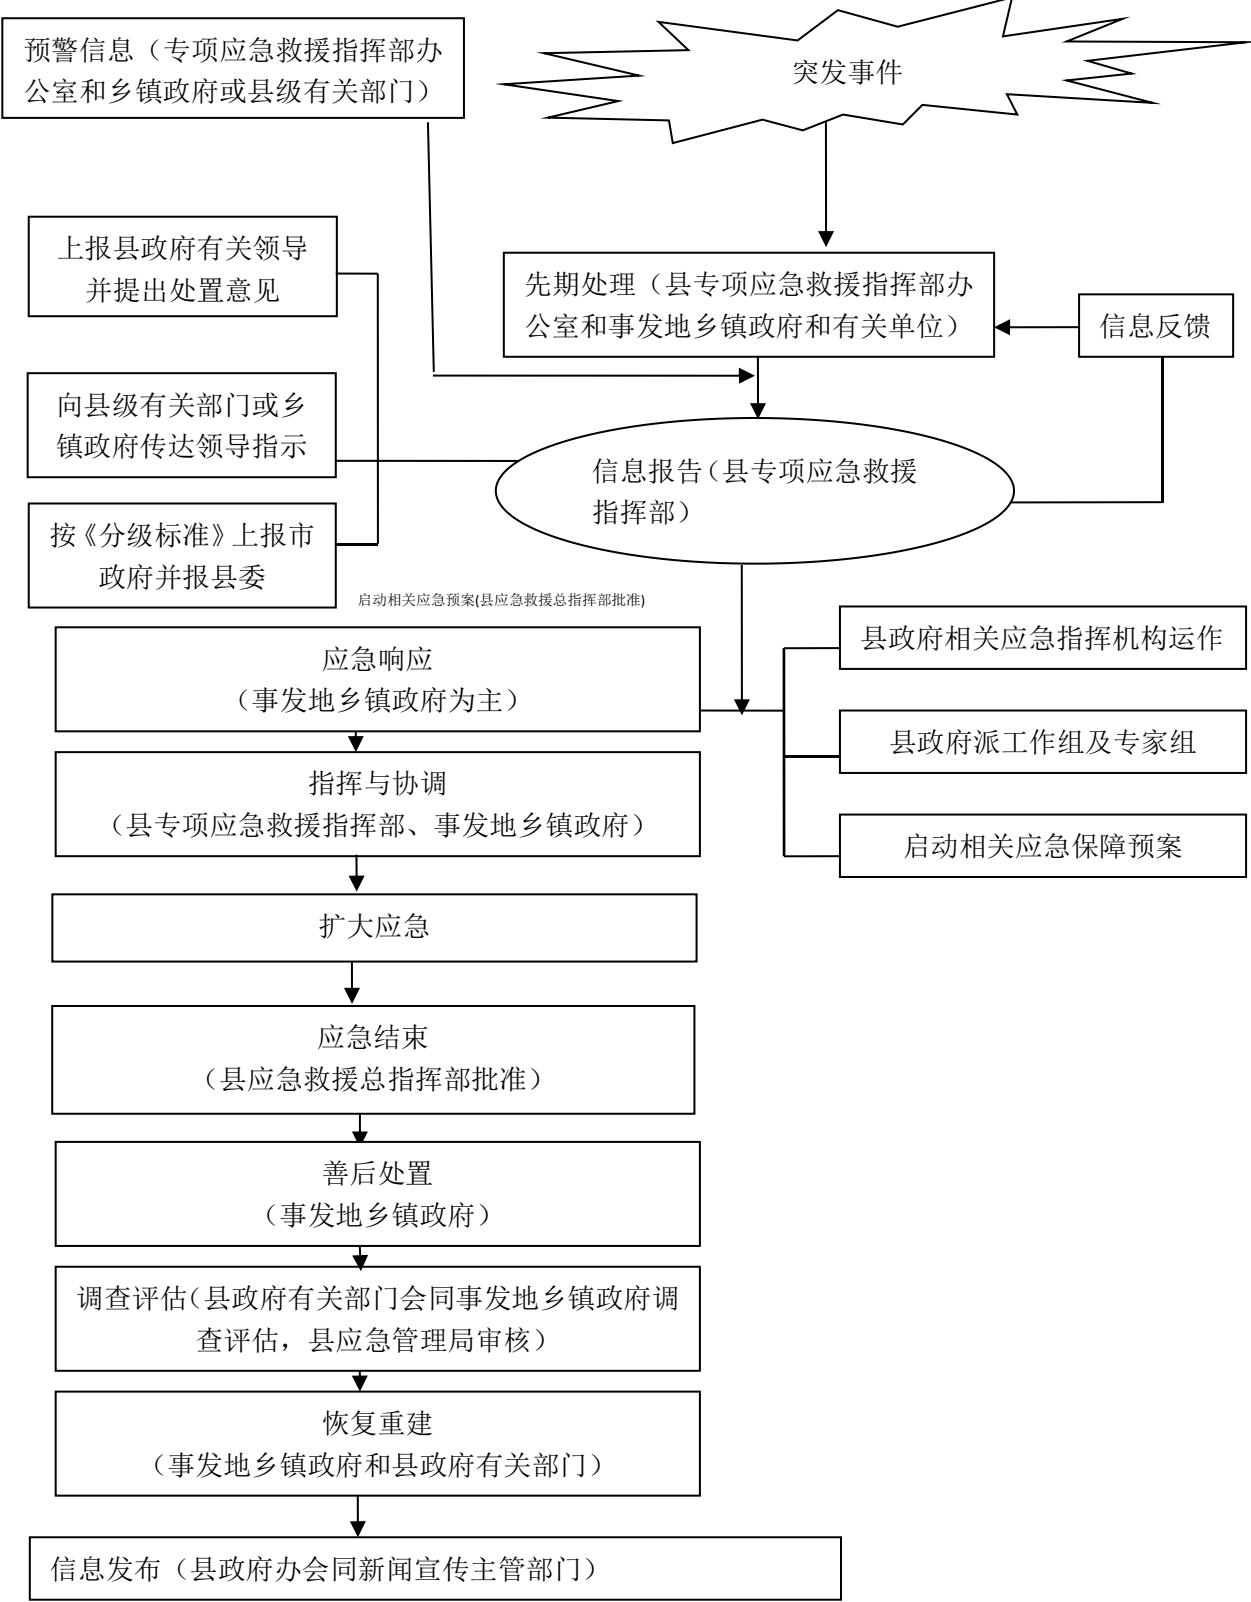 预警信息（专项应急救援指挥部办
公室和乡镇政府或县级有关部门）
突发事件
上报县政府有关领导
并提出处置意见
先期处理（县专项应急救援指挥部办
公室和事发地乡镇政府和有关单位）
信息反馈
向县级有关部门或乡
镇政府传达领导指示
信息报告（县专项应急救援
指挥部）
按《分级标准》上报市
政府并报县委
启动相关应急预案(县应急救援总指挥部批准)
应急响应
（事发地乡镇政府为主）
县政府相关应急指挥机构运作
县政府派工作组及专家组
启动相关应急保障预案
指挥与协调
（县专项应急救援指挥部、事发地乡镇政府）
扩大应急
应急结束
（县应急救援总指挥部批准）
善后处置
（事发地乡镇政府）
调查评估（县政府有关部门会同事发地乡镇政府调
查评估，县应急管理局审核）
恢复重建
（事发地乡镇政府和县政府有关部门）
信息发布（县政府办会同新闻宣传主管部门）